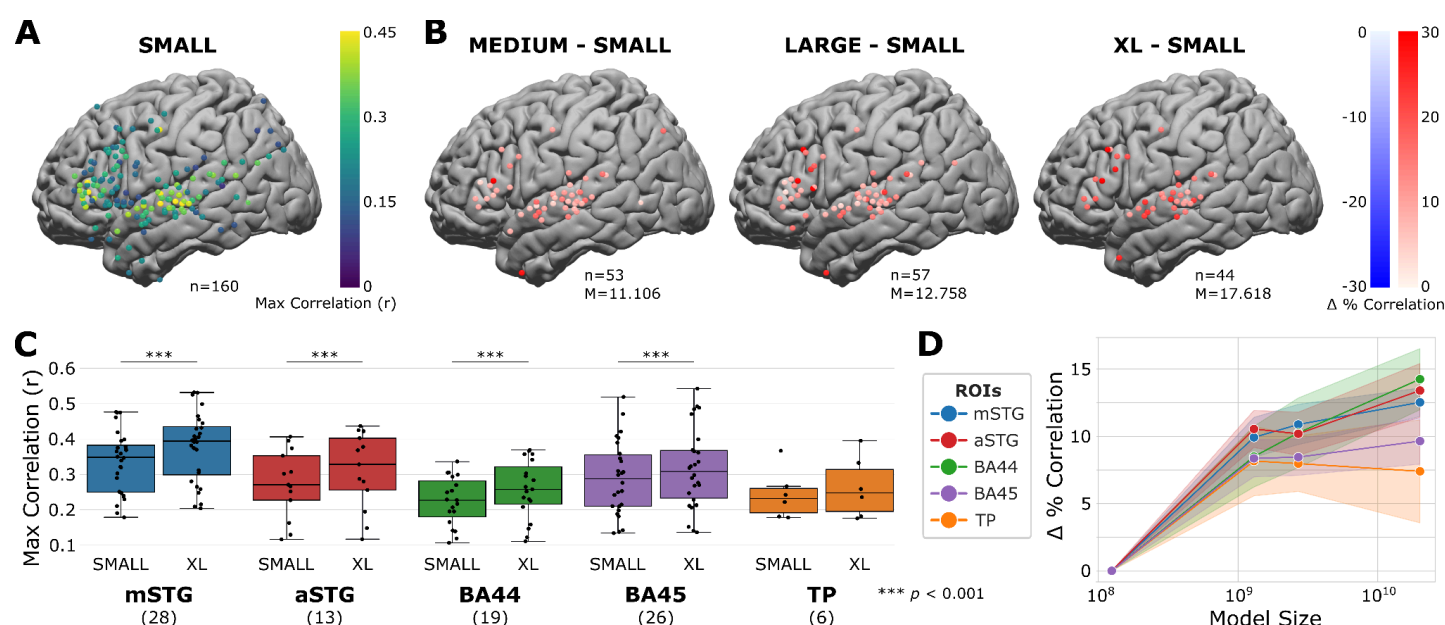 A
SMALL
0.45
0.3
0.15
0
n=160
Max Correlation (r)
B
MEDIUM - SMALL
LARGE - SMALL
XL - SMALL
n=53
M=11.106
n=57
M=12.758
n=44
M=17.618
0
-10
-20
-30
30
20
10
0
Δ % Correlation
C
Max Correlation (r)
0.6
0.5
0.4
0.3
0.2
0.1
***
***
***
***
SMALL
XL
SMALL
XL
SMALL
XL
SMALL
XL
SMALL
XL
mSTG
(28)
aSTG
(13)
BA44
(19)
BA45
(26)
TP
(6)
*** p < 0.001
D
ROIs
mSTG
aSTG
BA44
BA45
TP
Δ % Correlation
15
10
5
0
10⁸
10⁹
10¹⁰
Model Size